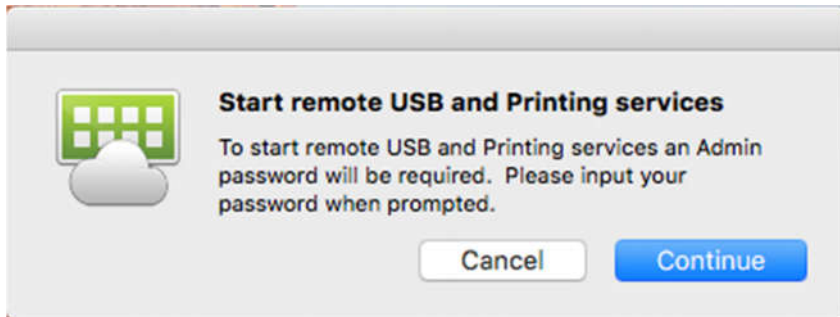 Start remote USB and Printing services
To start remote USB and Printing services an Admin
password will be required.  Please input your
password when prompted.
Cancel
Continue